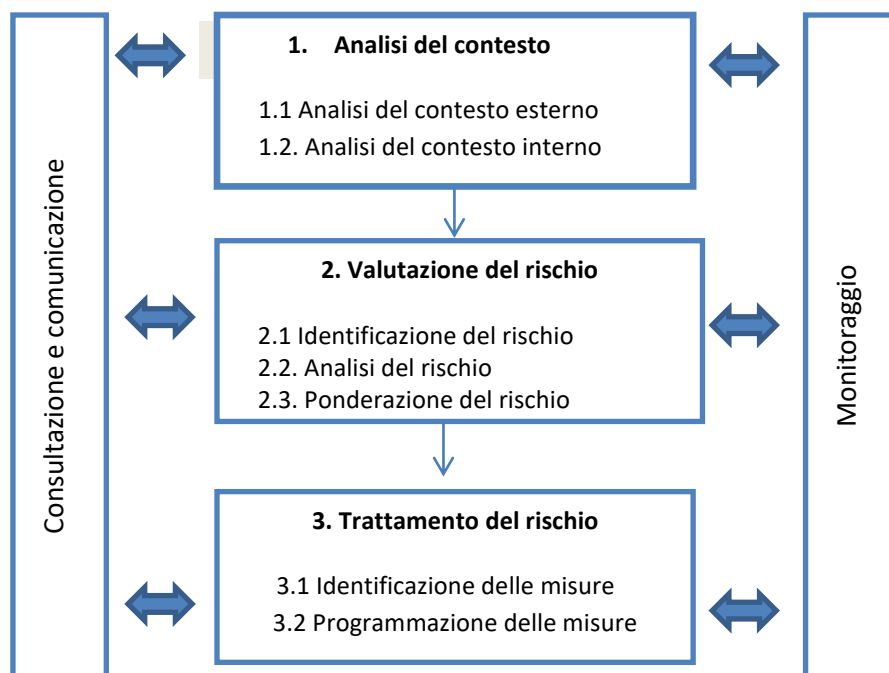 Consultazione e comunicazione
1. Analisi del contesto
1.1 Analisi del contesto esterno
1.2. Analisi del contesto interno
2. Valutazione del rischio
2.1 Identificazione del rischio
2.2. Analisi del rischio
2.3. Ponderazione del rischio
3. Trattamento del rischio
3.1 Identificazione delle misure
3.2 Programmazione delle misure
Monitoraggio